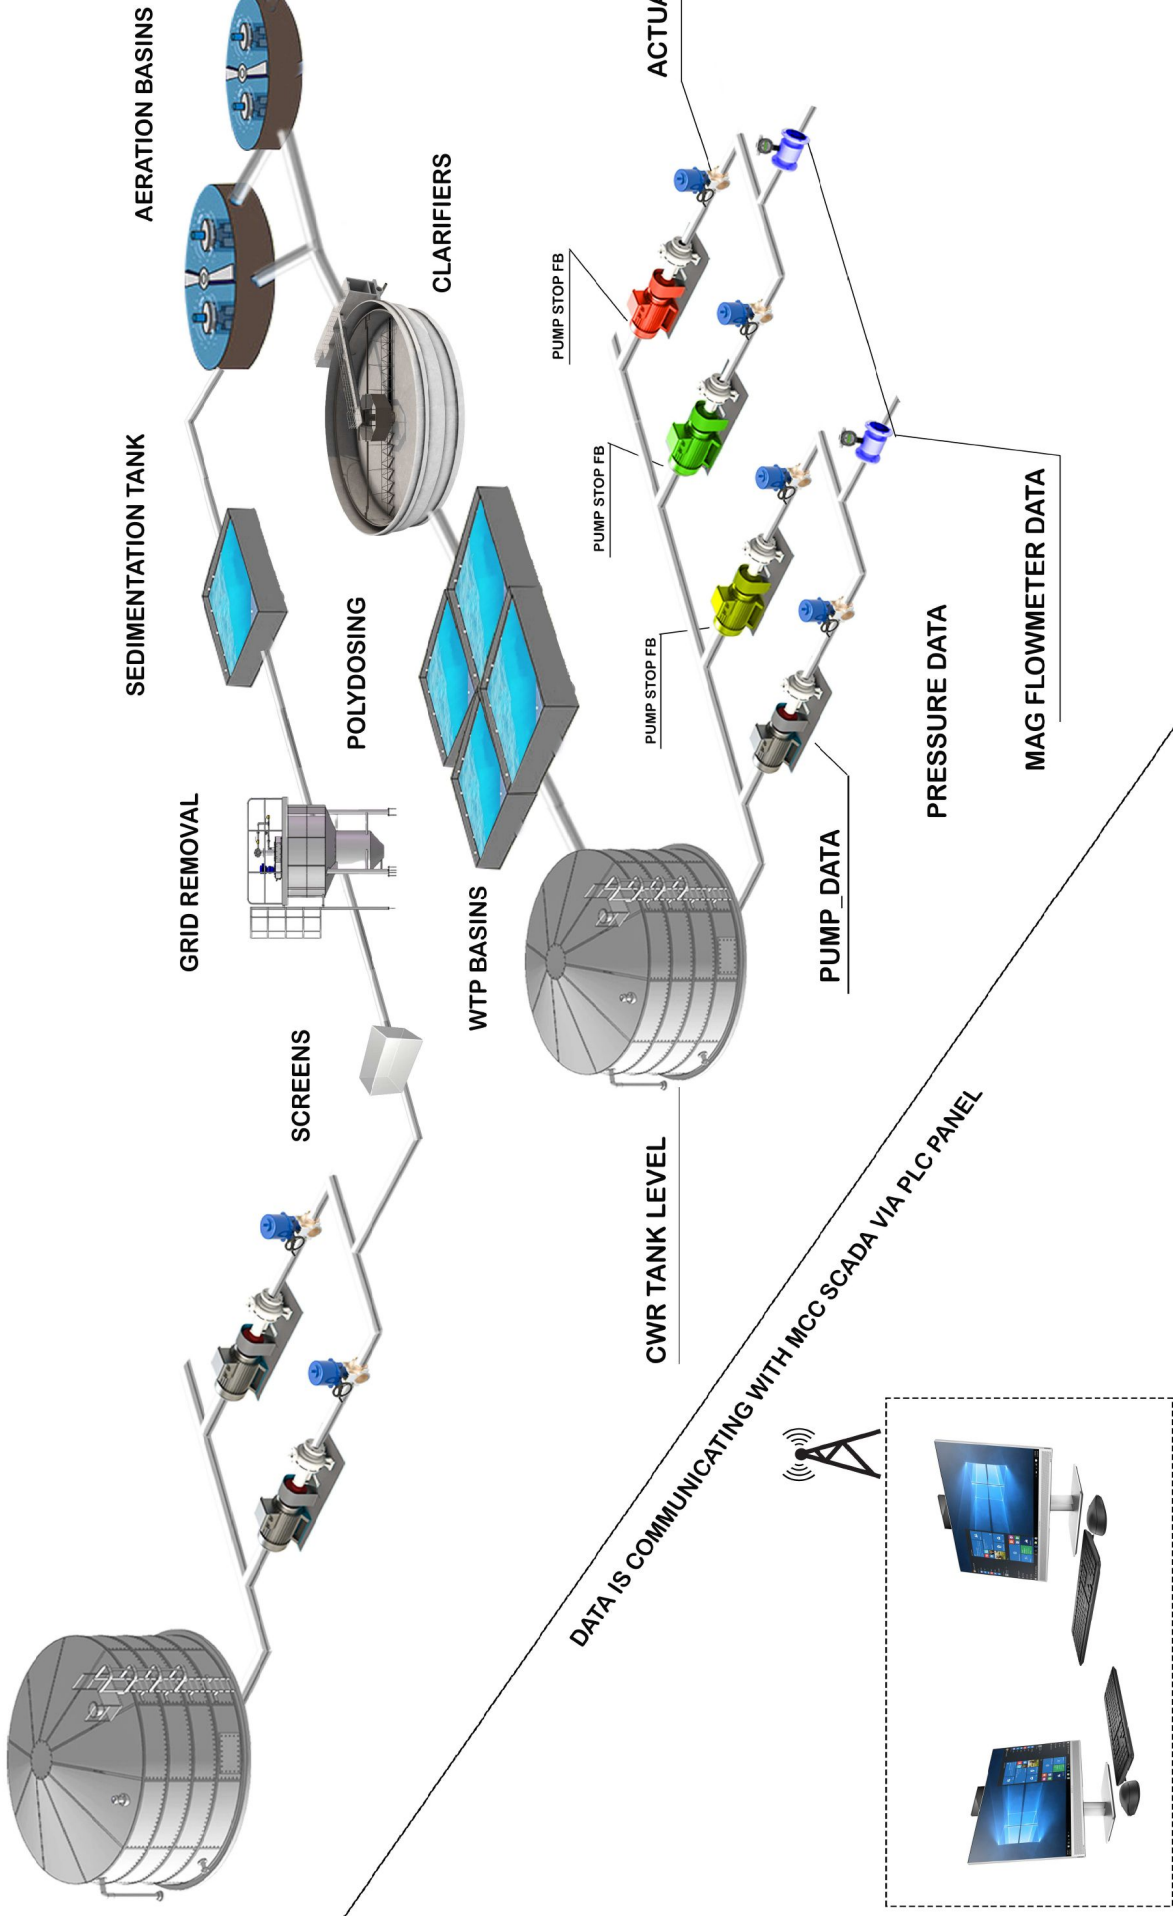 AERATION BASINS
SEDIMENTATION TANK
GRID REMOVAL
SCREENS
CLARIFIERS
POLYDOSING
WTP BASINS
CWR TANK LEVEL
PUMP STOP FB
PUMP STOP FB
PUMP STOP FB
PUMP_DATA
PRESSURE DATA
MAG FLOWMETER DATA
DATA IS COMMUNICATING WITH MCC SCADA VIA PLC PANEL